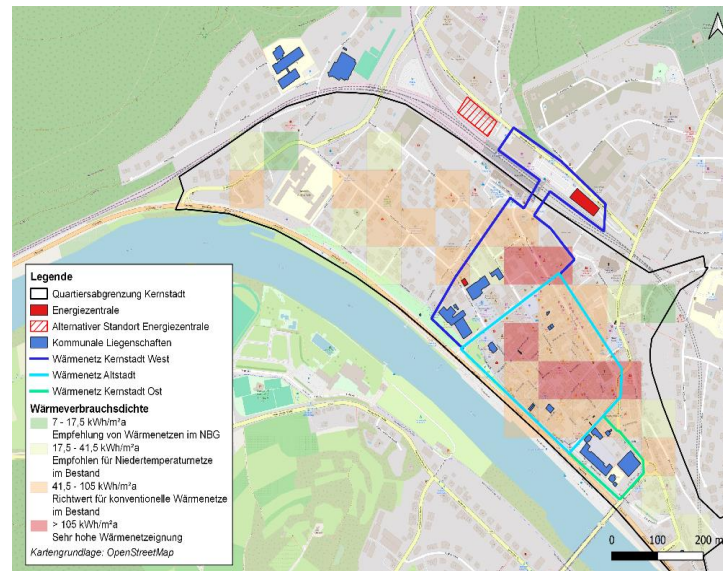 Legende
Quartiersabgrenzung Kernstadt
Energiezentrale
Alternativer Standort Energiezentrale
Kommunale Liegenschaften
Wärmenetz Kernstadt West
Wärmenetz Altstadt
Wärmenetz Kernstadt Ost
Wärmeverbrauchsdichte
7 - 17,5 kWh/m²a
Empfehlung von Wärmenetzen im NBG
17,5 - 41,5 kWh/m²a
Empfohlen für Niedertemperaturnetze
im Bestand
41,5 - 105 kWh/m²a
Richtwert für konventionelle Wärmenetze
im Bestand
> 105 kWh/m²a
Sehr hohe Wärmenetzeignung
Kartengrundlage: OpenStreetMap
0 100 200 m